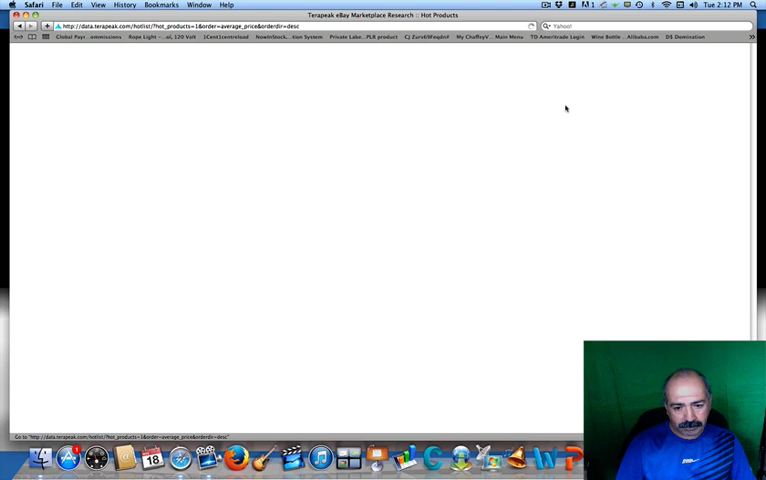 Safari File Edit View History Bookmarks Window Help Tue 2:12 PM
Terapeak eBay Marketplace Research :: Hot Products
http://data.terapeak.com/hotlist/?hot_products=1&order=average_price&orderdir=desc Yahoo!
Global Payr...ommissions Rope Light -...ol, 120 Volt 1Cent1centreload NowInStock...tion System Private Labe...PLR product My ChaffeyV... Main Menu TD Ameritrade Login Wine Bottle ...Alibaba.com DS Domination
Go to "http://data.terapeak.com/hotlist/?hot_products=1&order=average_price&orderdir=desc"
18